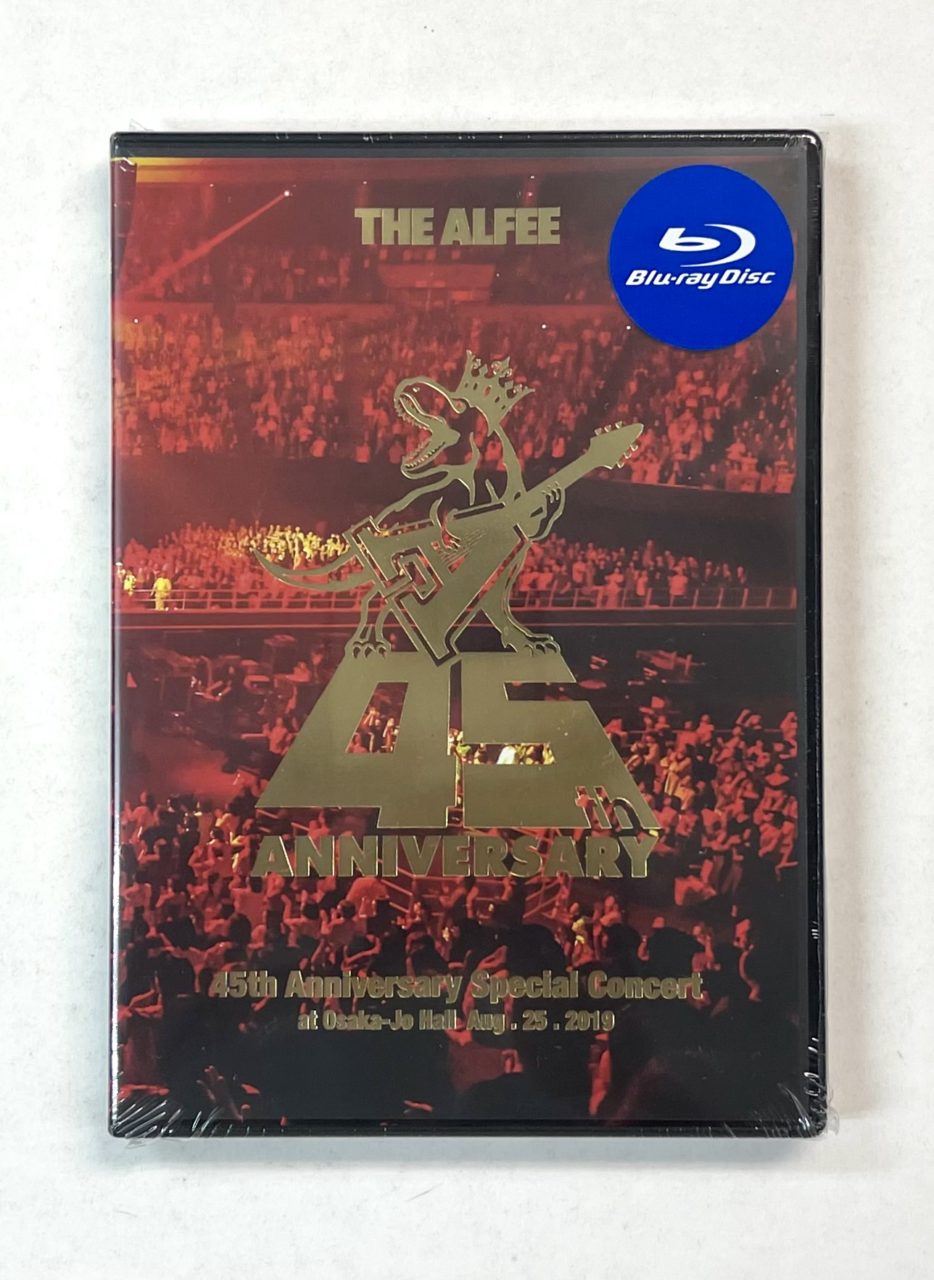 THE ALFEE
Blu-ray Disc
45th
ANNIVERSARY
45th Anniversary Special Concert
at Osaka-Jo Hall Aug . 25 . 2019